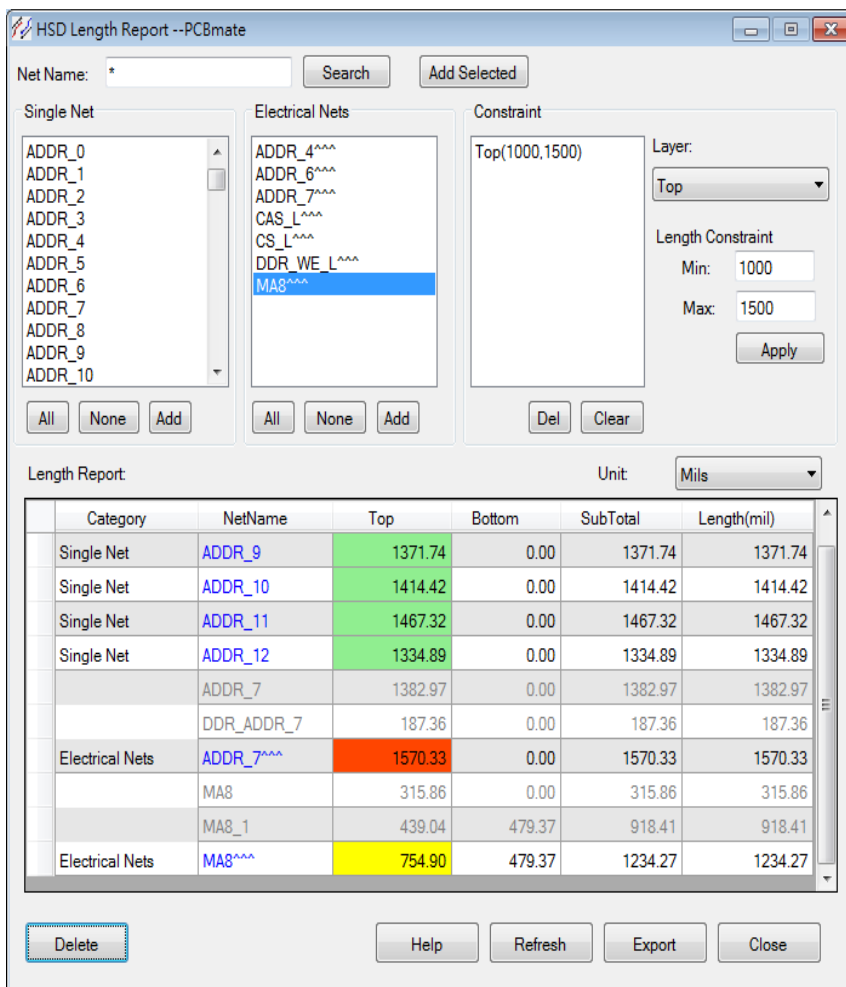 HSD Length Report --PCBmate
Net Name: * Search Add Selected
Single Net Electrical Nets Constraint
ADDR_0
ADDR_1
ADDR_2
ADDR_3
ADDR_4
ADDR_5
ADDR_6
ADDR_7
ADDR_8
ADDR_9
ADDR_10
All None Add
ADDR_4^^^
ADDR_6^^^
ADDR_7^^^
CAS_L^^^
CS_L^^^
DDR_WE_L^^^
MA8^^^
All None Add
Top(1000,1500)
Del Clear
Layer:
Top
Length Constraint
Min: 1000
Max: 1500
Apply
Length Report: Unit: Mils
Category NetName Top Bottom SubTotal Length(mil)
Single Net ADDR_9 1371.74 0.00 1371.74 1371.74
Single Net ADDR_10 1414.42 0.00 1414.42 1414.42
Single Net ADDR_11 1467.32 0.00 1467.32 1467.32
Single Net ADDR_12 1334.89 0.00 1334.89 1334.89
ADDR_7 1382.97 0.00 1382.97 1382.97
DDR_ADDR_7 187.36 0.00 187.36 187.36
Electrical Nets ADDR_7^^^ 1570.33 0.00 1570.33 1570.33
MA8 315.86 0.00 315.86 315.86
MA8_1 439.04 479.37 918.41 918.41
Electrical Nets MA8^^^ 754.90 479.37 1234.27 1234.27
Delete Help Refresh Export Close